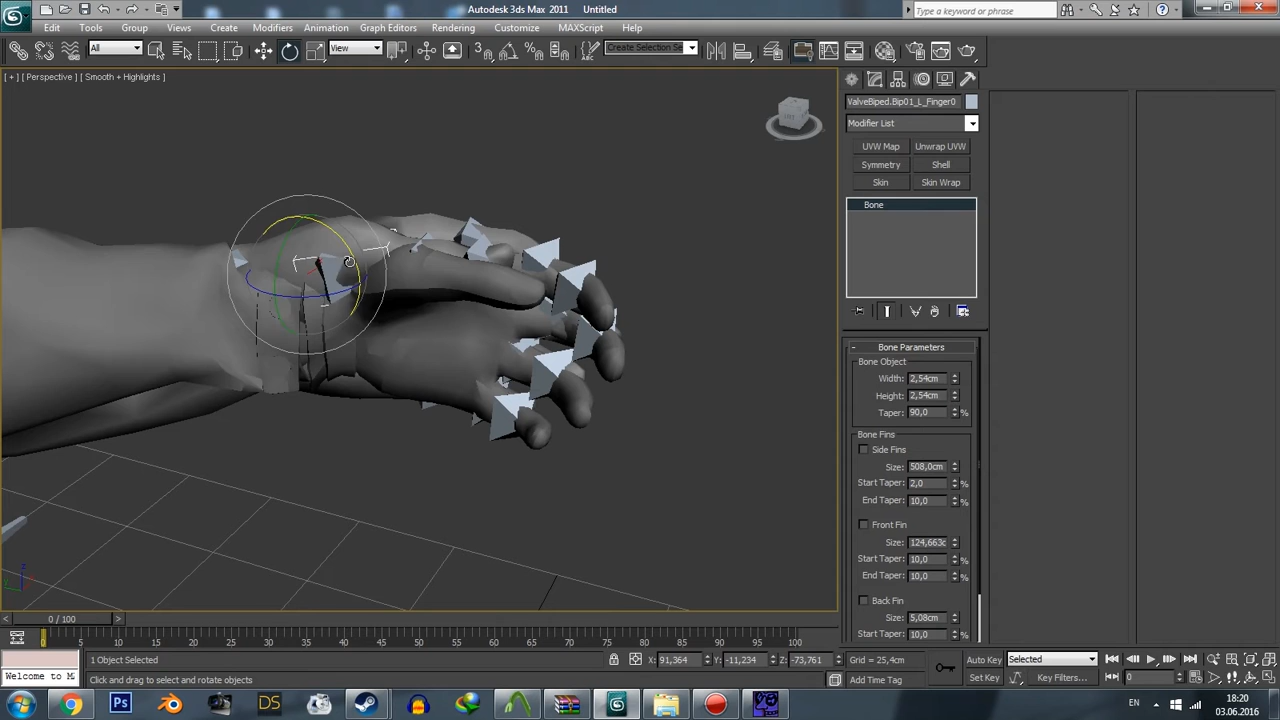 Autodesk 3ds Max 2011 Untitled
Type a keyword or phrase
Edit Tools Group Views Create Modifiers Animation Graph Editors Rendering Customize MAXScript Help
All View Create Selection Se
[ + ] [ Perspective ] [ Smooth + Highlights ]
ValveBiped.Bip01_L_Finger0
Modifier List
UVW Map Unwrap UVW
Symmetry Shell
Skin Skin Wrap
Bone
- Bone Parameters
Bone Object
Width: 2,54cm
Height: 2,54cm
Taper: 90,0 %
Bone Fins
Side Fins
Size: 508,0cm
Start Taper: 2,0 %
End Taper: 10,0 %
Front Fin
Size: 124,663c
Start Taper: 10,0 %
End Taper: 10,0 %
Back Fin
Size: 5,08cm
Start Taper: 10,0 %
< 0 / 100 >
0 5 10 15 20 25 30 35 40 45 50 55 60 65 70 75 80 85 90 95 100
1 Object Selected X: 91,364 Y: -11,234 Z: -73,761 Grid = 25,4cm Auto Key Selected
Welcome to M Click and drag to select and rotate objects Add Time Tag Set Key Key Filters... 0
Ps DS EN 18:20
03.06.2016